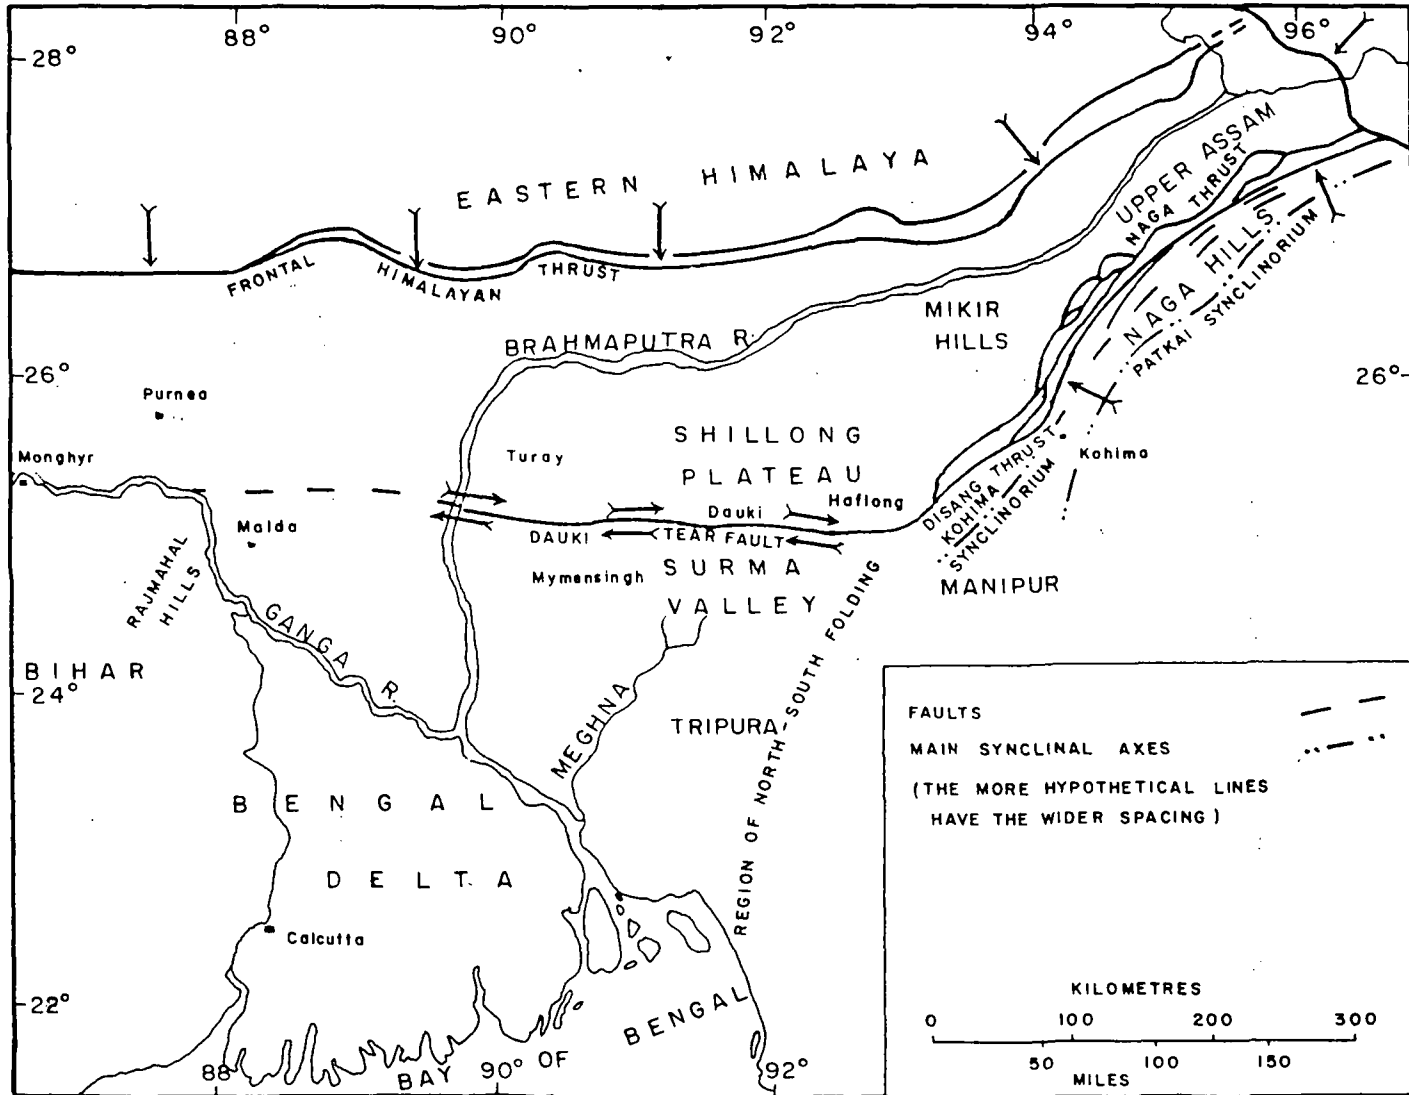 88° 90° 92° 94° 96°
28°
EASTERN HIMALAYA
UPPER ASSAM
NAGA THRUST
FRONTAL HIMALAYAN THRUST
NAGA HILLS
PATKAI SYNCLINORIUM
BRAHMAPUTRA R.
MIKIR
HILLS
26° 26°
Purnea
Monghyr
Turay
SHILLONG
PLATEAU
Kohima
Haflong
DISANG THRUST
KOHIMA
SYNCLINORIUM
Malda
Dauki
DAUKI TEAR FAULT
RAJMAHAL
HILLS
Mymensingh
SURMA
VALLEY
MANIPUR
GANGA R.
BIHAR
24°
MEGHNA
TRIPURA
REGION OF NORTH-SOUTH FOLDING
BENGAL
DELTA
Calcutta
22°
BAY OF BENGAL
88° 90° 92°
FAULTS
MAIN SYNCLINAL AXES
(THE MORE HYPOTHETICAL LINES
HAVE THE WIDER SPACING)
KILOMETRES
0 100 200 300
50 100 150
MILES